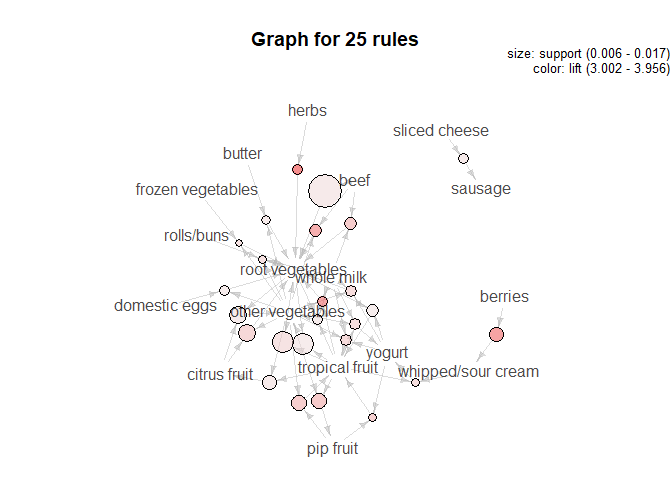 Graph for 25 rules
size: support (0.006 - 0.017)
color: lift (3.002 - 3.956)
herbs
sliced cheese
butter
beef
frozen vegetables
sausage
rolls/buns
root vegetables
whole milk
domestic eggs
other vegetables
berries
yogurt
citrus fruit
tropical fruit
whipped/sour cream
pip fruit